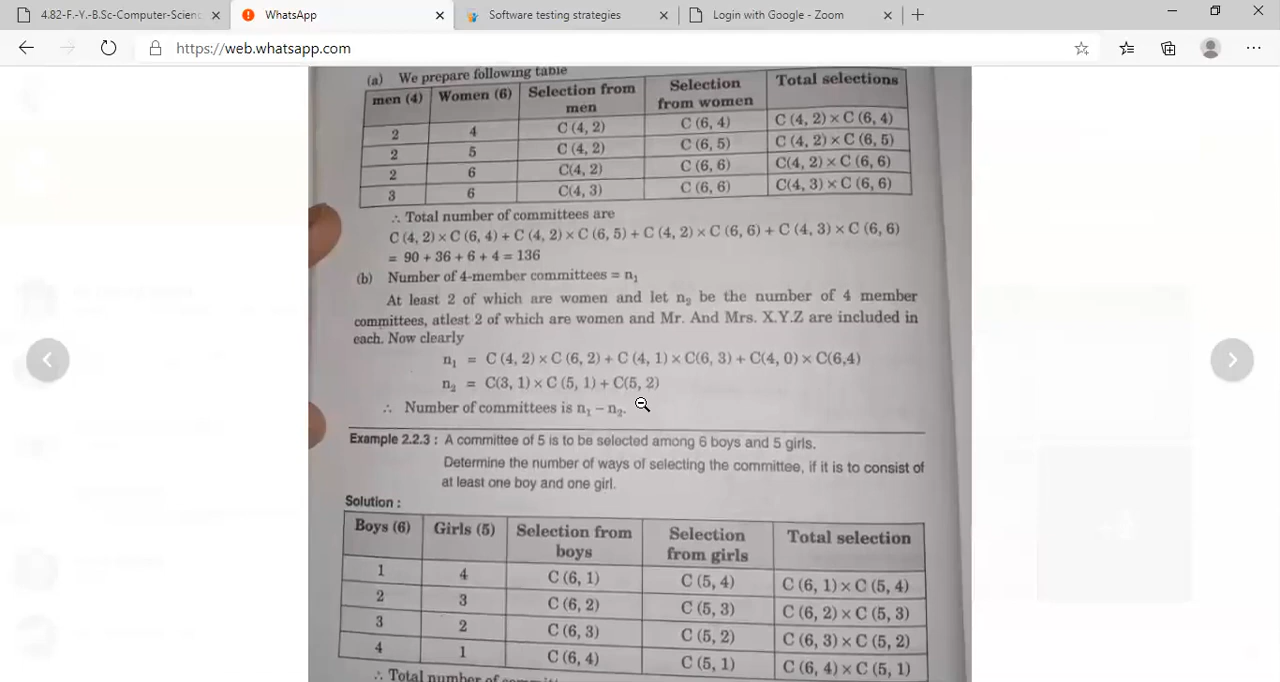 4.82-F.-Y.-B.Sc-Computer-Scienc
WhatsApp
Software testing strategies
Login with Google - Zoom
https://web.whatsapp.com
(a) We prepare following table
men (4) Women (6) Selection from men Selection from women Total selections
2 4 C (4, 2) C (6, 4) C (4, 2) × C (6, 4)
2 5 C (4, 2) C (6, 5) C (4, 2) × C (6, 5)
2 6 C(4, 2) C (6, 6) C(4, 2) × C (6, 6)
3 6 C(4, 3) C (6, 6) C(4, 3) × C (6, 6)
∴ Total number of committees are
C (4, 2) × C (6, 4) + C (4, 2) × C (6, 5) + C (4, 2) × C (6, 6) + C (4, 3) × C (6, 6)
= 90 + 36 + 6 + 4 = 136
(b) Number of 4-member committees = n₁
At least 2 of which are women and let n₂ be the number of 4 member
committees, atlest 2 of which are women and Mr. And Mrs. X.Y.Z are included in
each. Now clearly
n₁ = C (4, 2) × C (6, 2) + C (4, 1) × C(6, 3) + C(4, 0) × C(6,4)
n₂ = C(3, 1) × C (5, 1) + C(5, 2)
∴ Number of committees is n₁ – n₂.
Example 2.2.3 : A committee of 5 is to be selected among 6 boys and 5 girls.
Determine the number of ways of selecting the committee, if it is to consist of
at least one boy and one girl.
Solution :
Boys (6) Girls (5) Selection from boys Selection from girls Total selection
1 4 C (6, 1) C (5, 4) C (6, 1) × C (5, 4)
2 3 C (6, 2) C (5, 3) C (6, 2) × C (5, 3)
3 2 C (6, 3) C (5, 2) C (6, 3) × C (5, 2)
4 1 C (6, 4) C (5, 1) C (6, 4) × C (5, 1)
∴ Total number of